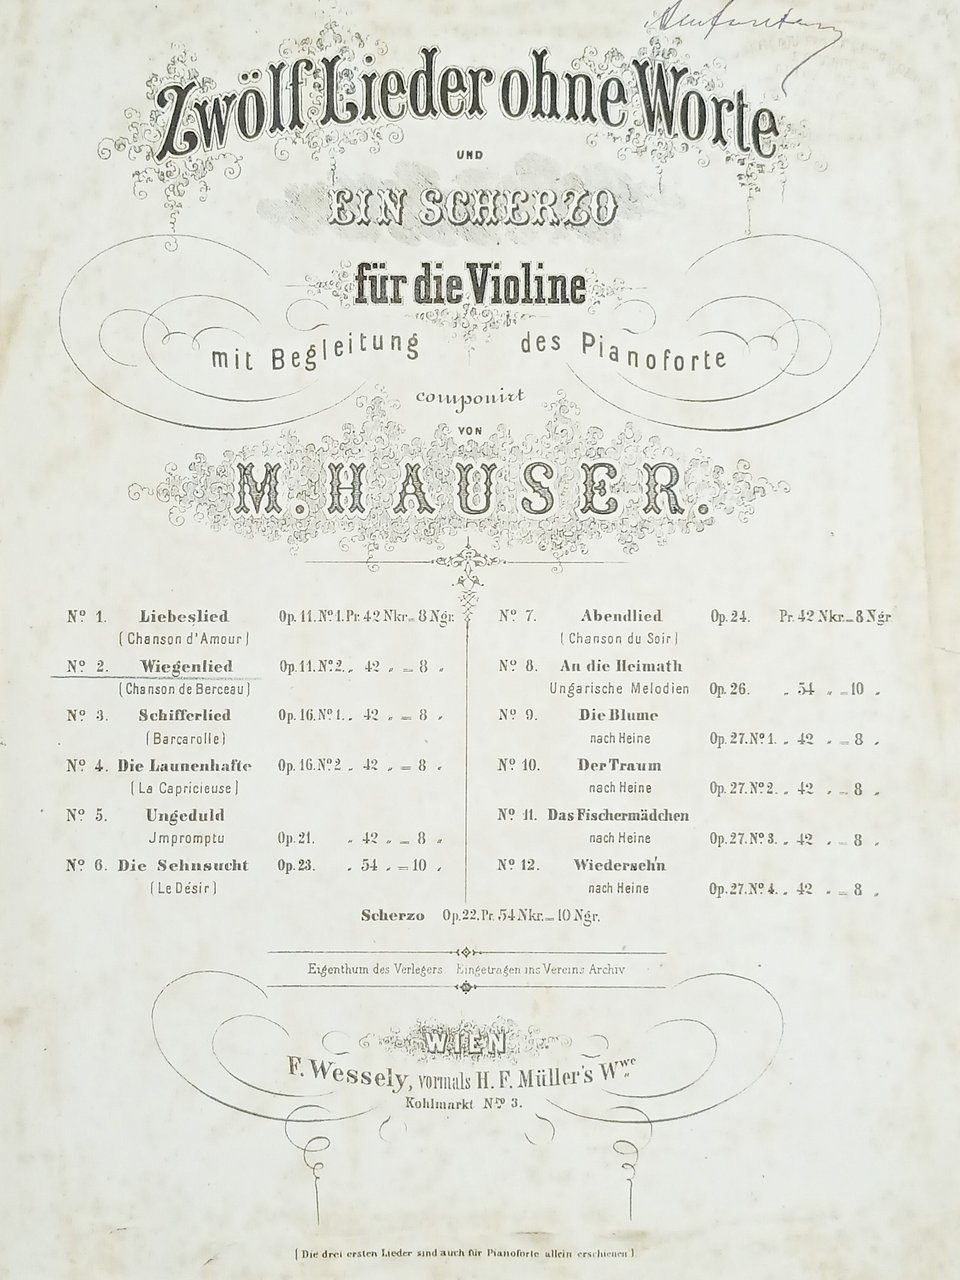 Zwölf Lieder ohne Worte
UND
EIN SCHERZO
für die Violine
mit Begleitung des Pianoforte
componirt
VON
M. HAUSER.
No. 1. Liebeslied Op. 11. No. 1. Pr. 42 Nkr. = 8 Ngr.
(Chanson d'Amour)
No. 2. Wiegenlied Op. 11. No. 2. „ 42 „ = 8 „
(Chanson de Berceau)
No. 3. Schifferlied Op. 16. No. 1. „ 42 „ = 8 „
(Barcarolle)
No. 4. Die Launenhafte Op. 16. No. 2 „ 42 „ = 8 „
(La Capricieuse)
No. 5. Ungeduld
Jmpromptu Op. 21. „ 42 „ = 8 „
No. 6. Die Sehnsucht Op. 23. „ 54 „ = 10 „
(Le Désir)
No. 7. Abendlied Op. 24. Pr. 42 Nkr. = 8 Ngr
(Chanson du Soir)
No. 8. An die Heimath
Ungarische Melodien Op. 26. „ 54 „ = 10 „
No. 9. Die Blume
nach Heine Op. 27. No. 1. „ 42 „ = 8 „
No. 10. Der Traum
nach Heine Op. 27. No. 2. „ 42 „ = 8 „
No. 11. Das Fischermädchen
nach Heine Op. 27. No. 3. „ 42 „ = 8 „
No. 12. Wiederseh'n
nach Heine Op. 27. No. 4. „ 42 „ = 8 „
Scherzo Op. 22. Pr. 54 Nkr. = 10 Ngr.
Eigenthum des Verlegers Eingetragen ins Vereins Archiv
WIEN
F. Wessely, vormals H. F. Müller's Wwe
Kohlmarkt Nro 3.
(Die drei ersten Lieder sind auch für Pianoforte allein erschienen)